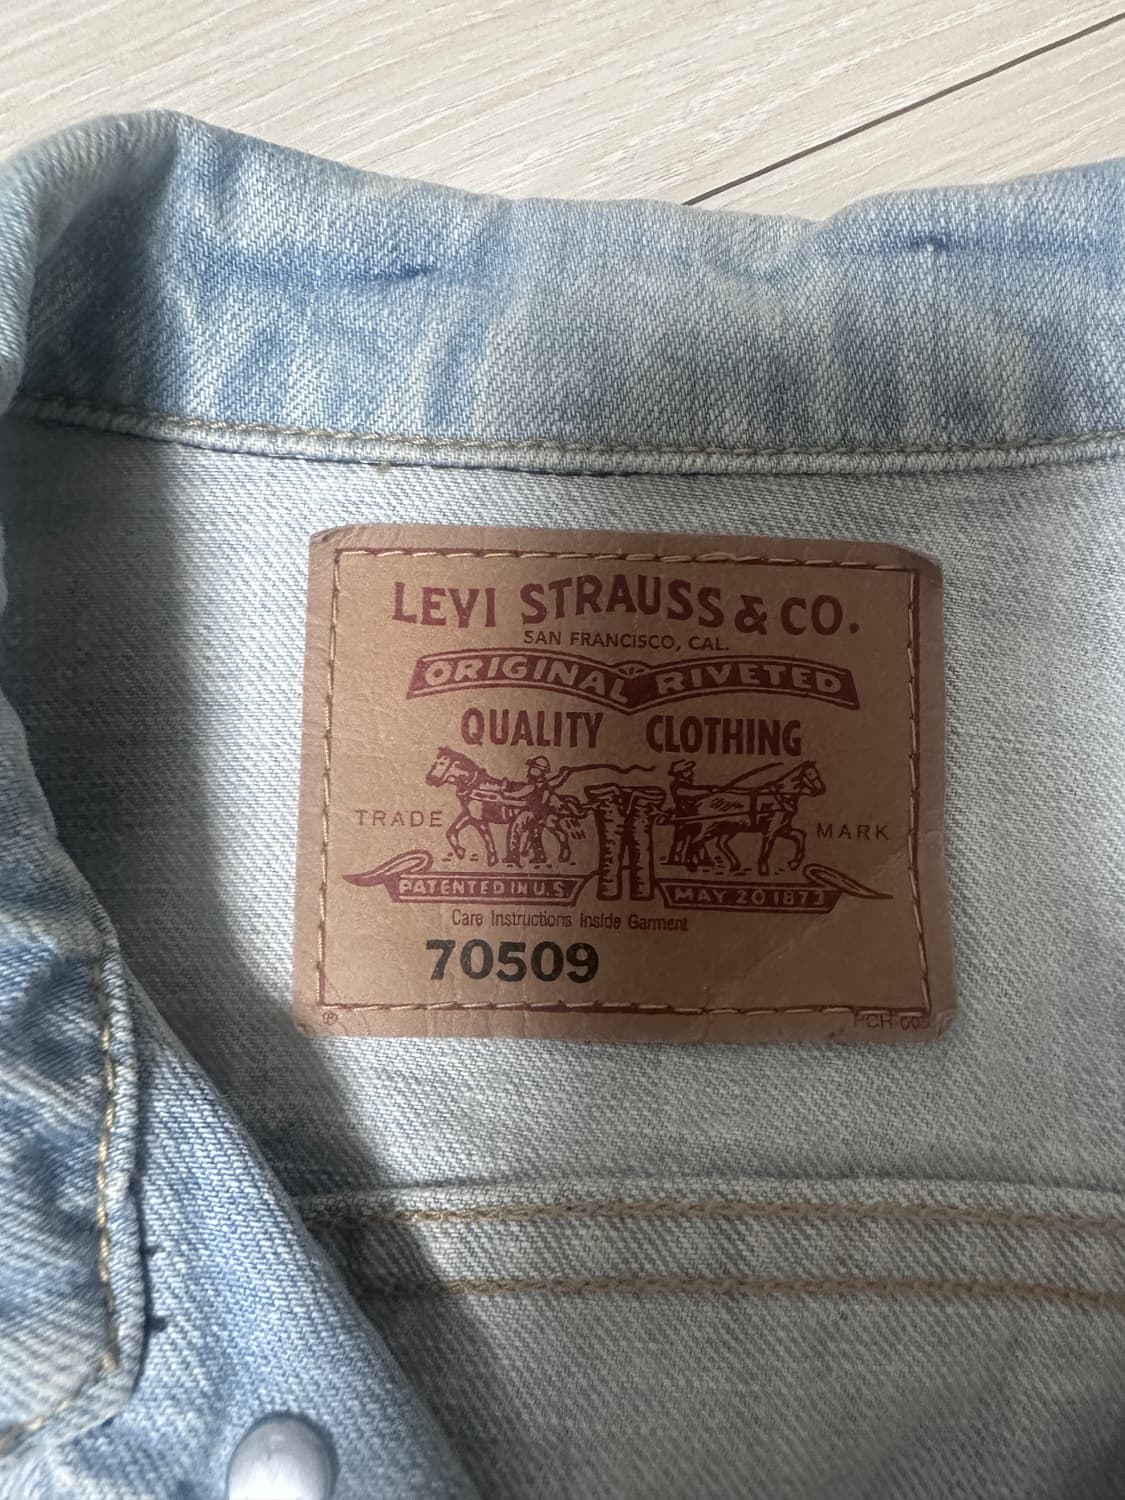 LEVI STRAUSS & CO.
SAN FRANCISCO, CAL.
ORIGINAL RIVETED
QUALITY CLOTHING
TRADE MARK
PATENTED IN U.S. MAY 20 1873
Care Instructions Inside Garment
70509
®